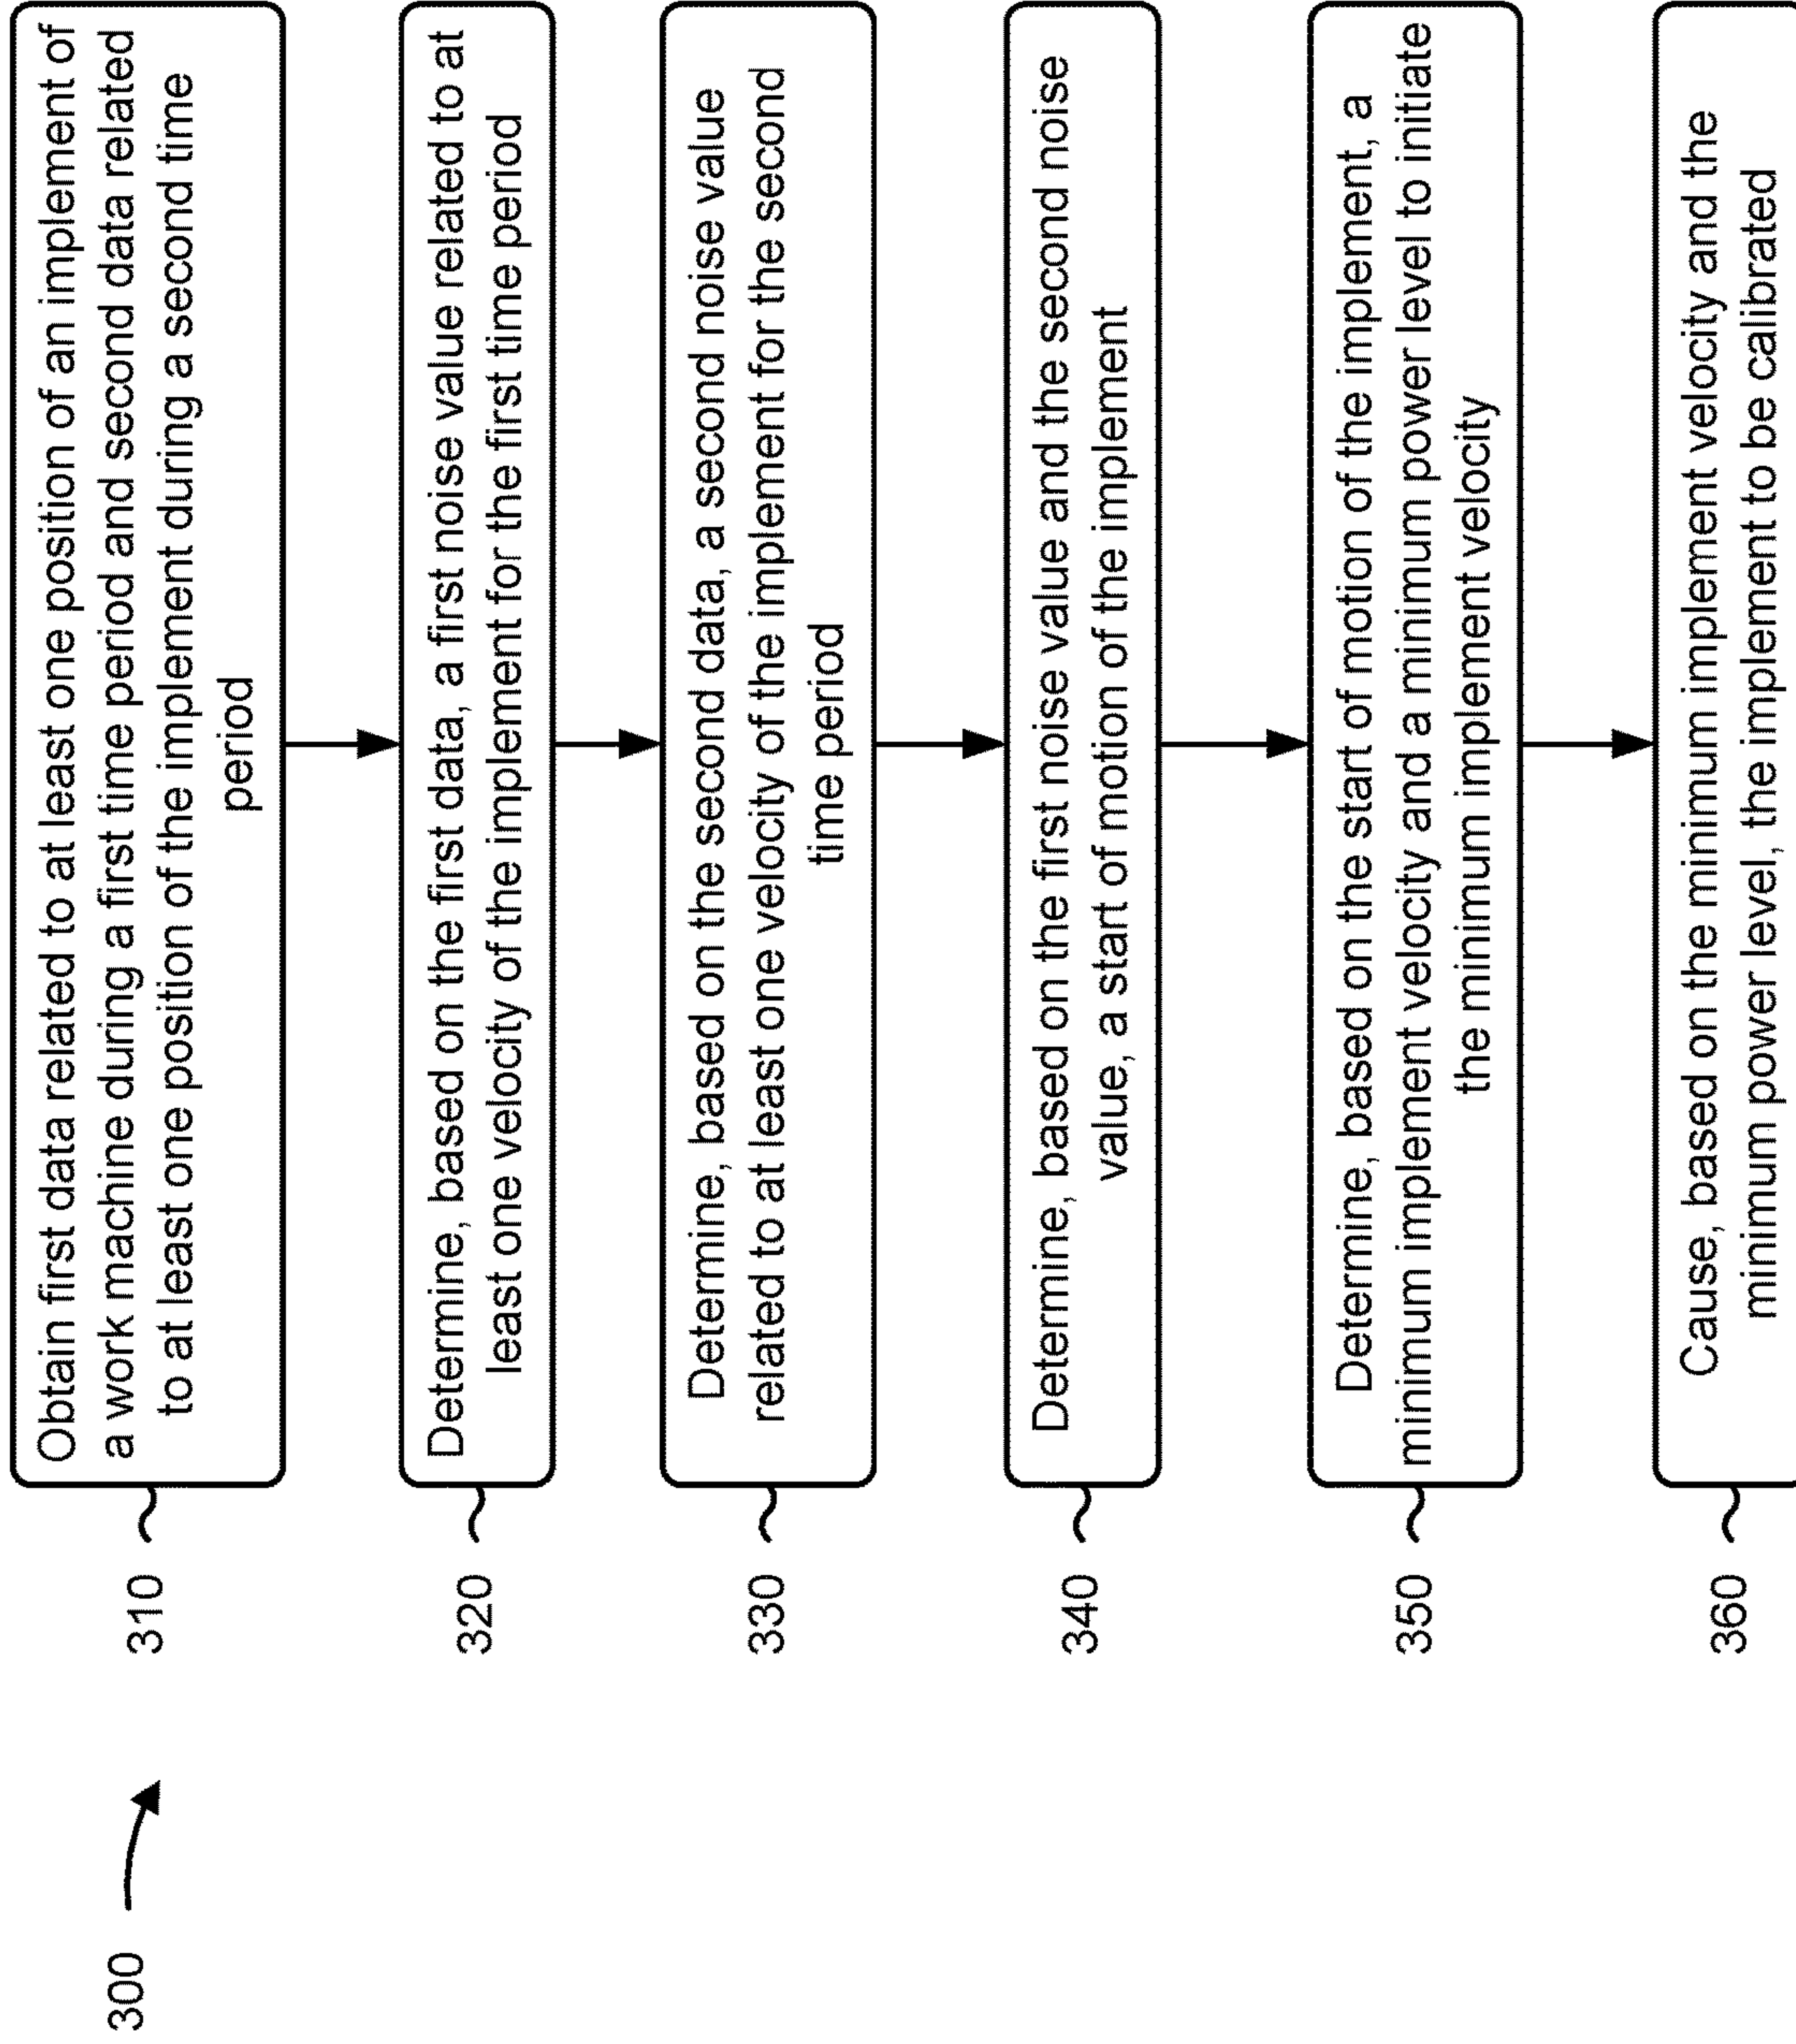 300
310
Obtain first data related to at least one position of an implement of
a work machine during a first time period and second data related
to at least one position of the implement during a second time
period
320
Determine, based on the first data, a first noise value related to at
least one velocity of the implement for the first time period
330
Determine, based on the second data, a second noise value
related to at least one velocity of the implement for the second
time period
340
Determine, based on the first noise value and the second noise
value, a start of motion of the implement
350
Determine, based on the start of motion of the implement, a
minimum implement velocity and a minimum power level to initiate
the minimum implement velocity
360
Cause, based on the minimum implement velocity and the
minimum power level, the implement to be calibrated